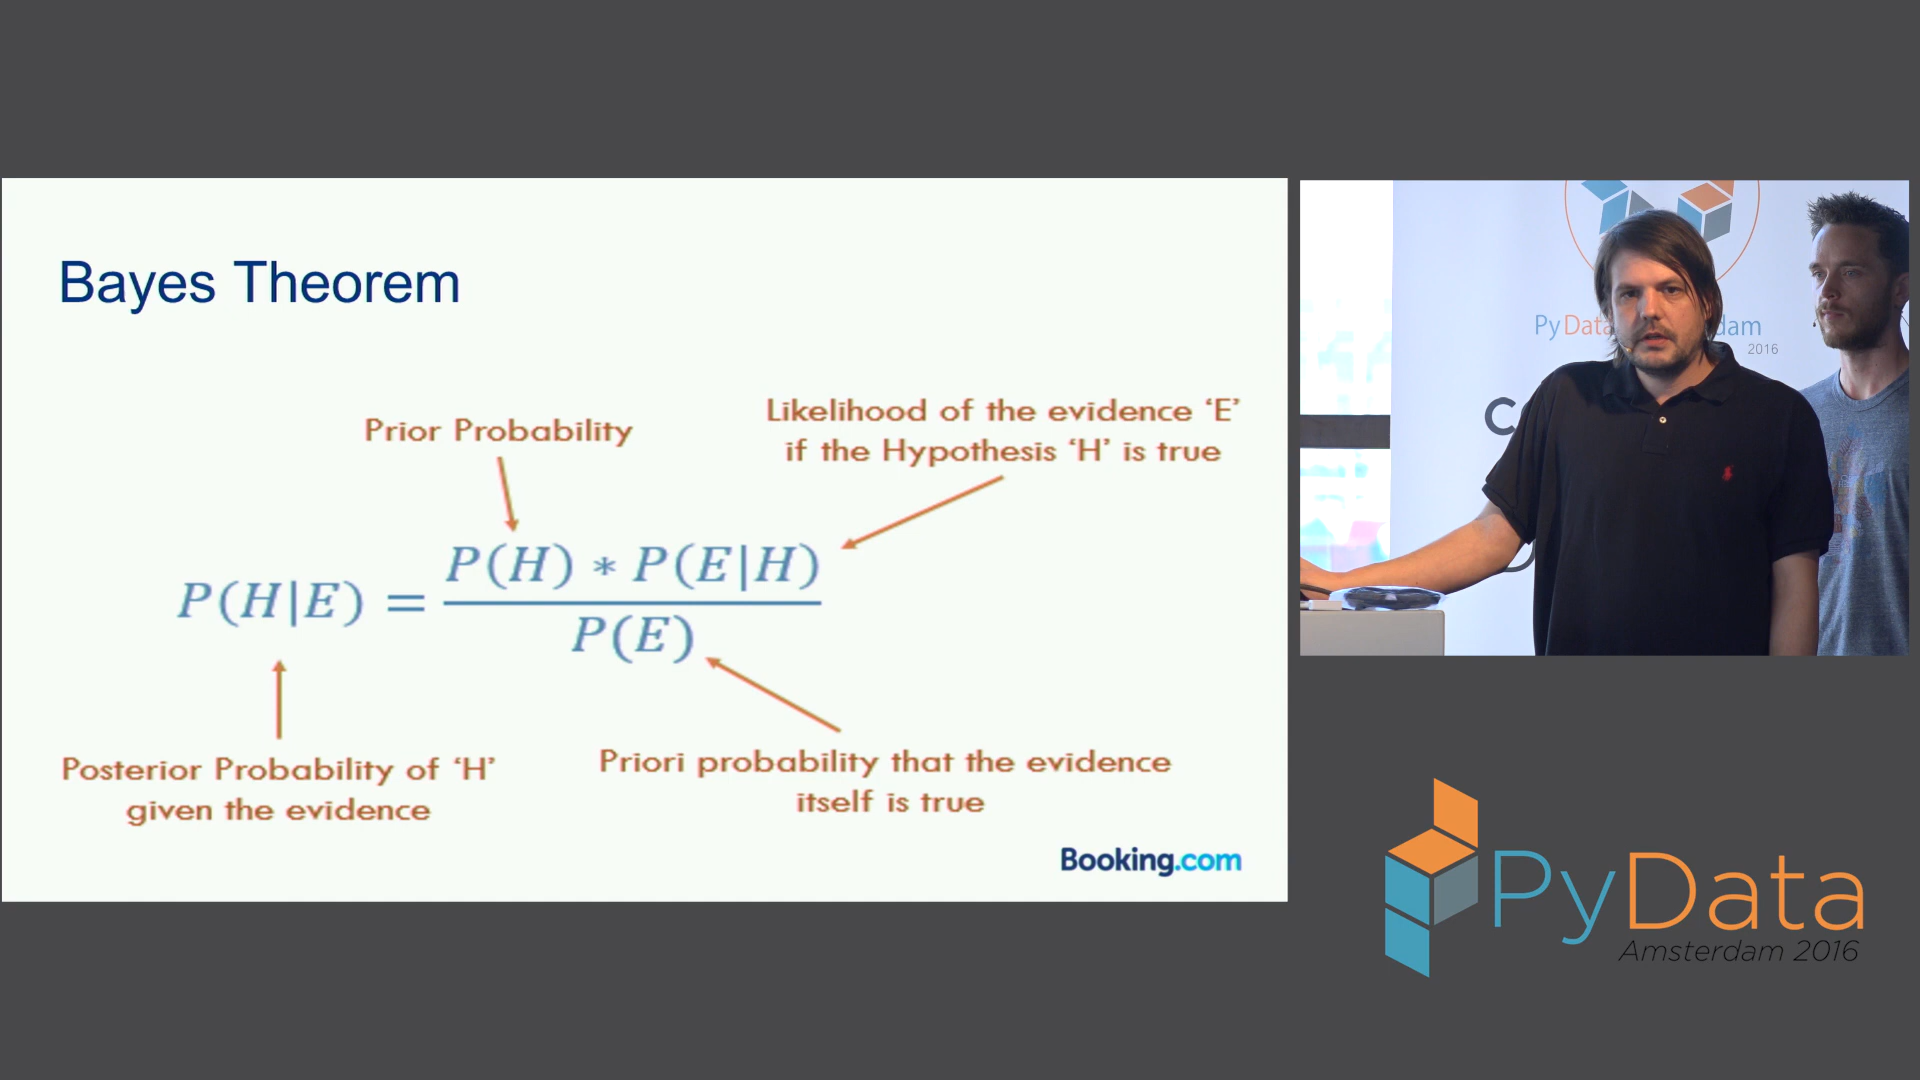 Bayes Theorem
Prior Probability
Likelihood of the evidence ‘E’
if the Hypothesis ‘H’ is true
P(H|E) = P(H) * P(E|H)
P(E)
Posterior Probability of ‘H’
given the evidence
Priori probability that the evidence
itself is true
Booking.com
PyData
dam
2016
PyData
Amsterdam 2016